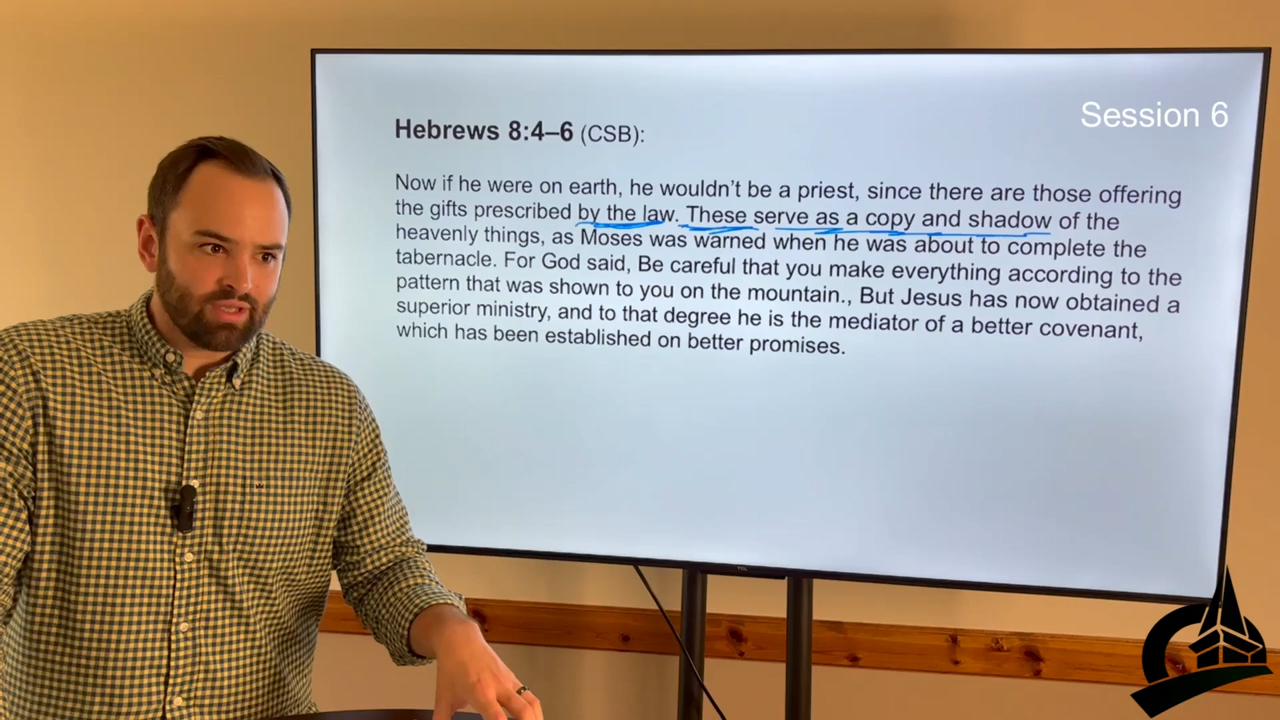 Session 6
Hebrews 8:4–6 (CSB):
Now if he were on earth, he wouldn't be a priest, since there are those offering
the gifts prescribed by the law. These serve as a copy and shadow of the
heavenly things, as Moses was warned when he was about to complete the
tabernacle. For God said, Be careful that you make everything according to the
pattern that was shown to you on the mountain., But Jesus has now obtained a
superior ministry, and to that degree he is the mediator of a better covenant,
which has been established on better promises.
TCL